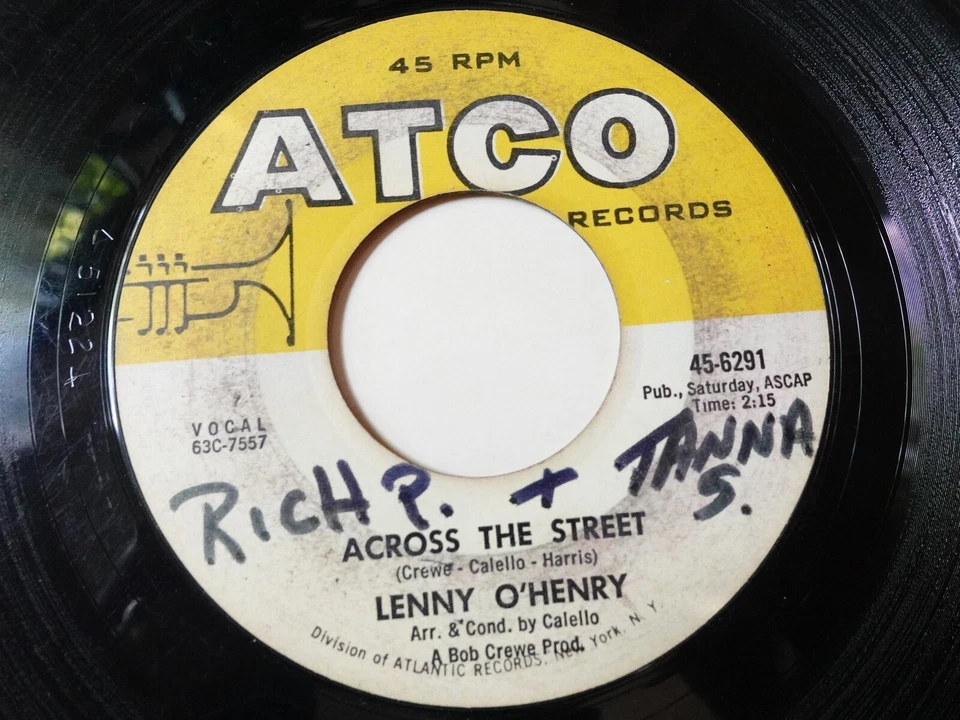 45 RPM
ATCO
RECORDS
45-6291
Pub., Saturday, ASCAP
Time: 2:15
VOCAL
63C-7557
RICH P. + TANNA
S.
ACROSS THE STREET
(Crewe - Calello - Harris)
LENNY O'HENRY
Arr. & Cond. by Calello
A Bob Crewe Prod.
Division of ATLANTIC RECORDS, New York, N. Y.